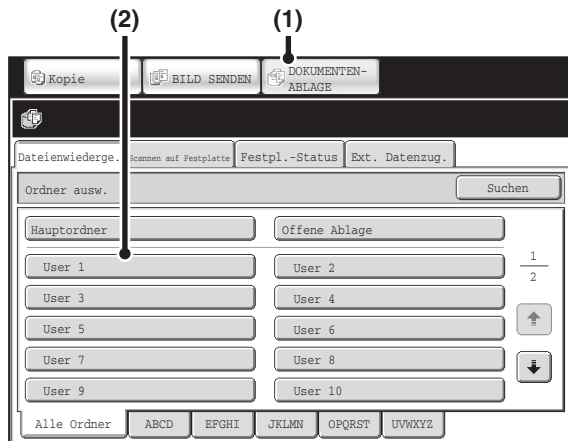 (2) (1)
Kopie BILD SENDEN DOKUMENTEN-
ABLAGE
Dateienwiederge. Scannen auf Festplatte Festpl.-Status Ext. Datenzug.
Ordner ausw. Suchen
Hauptordner Offene Ablage
User 1 User 2 1
2
User 3 User 4
User 5 User 6
User 7 User 8
User 9 User 10
Alle Ordner ABCD EFGHI JKLMN OPQRST UVWXYZ